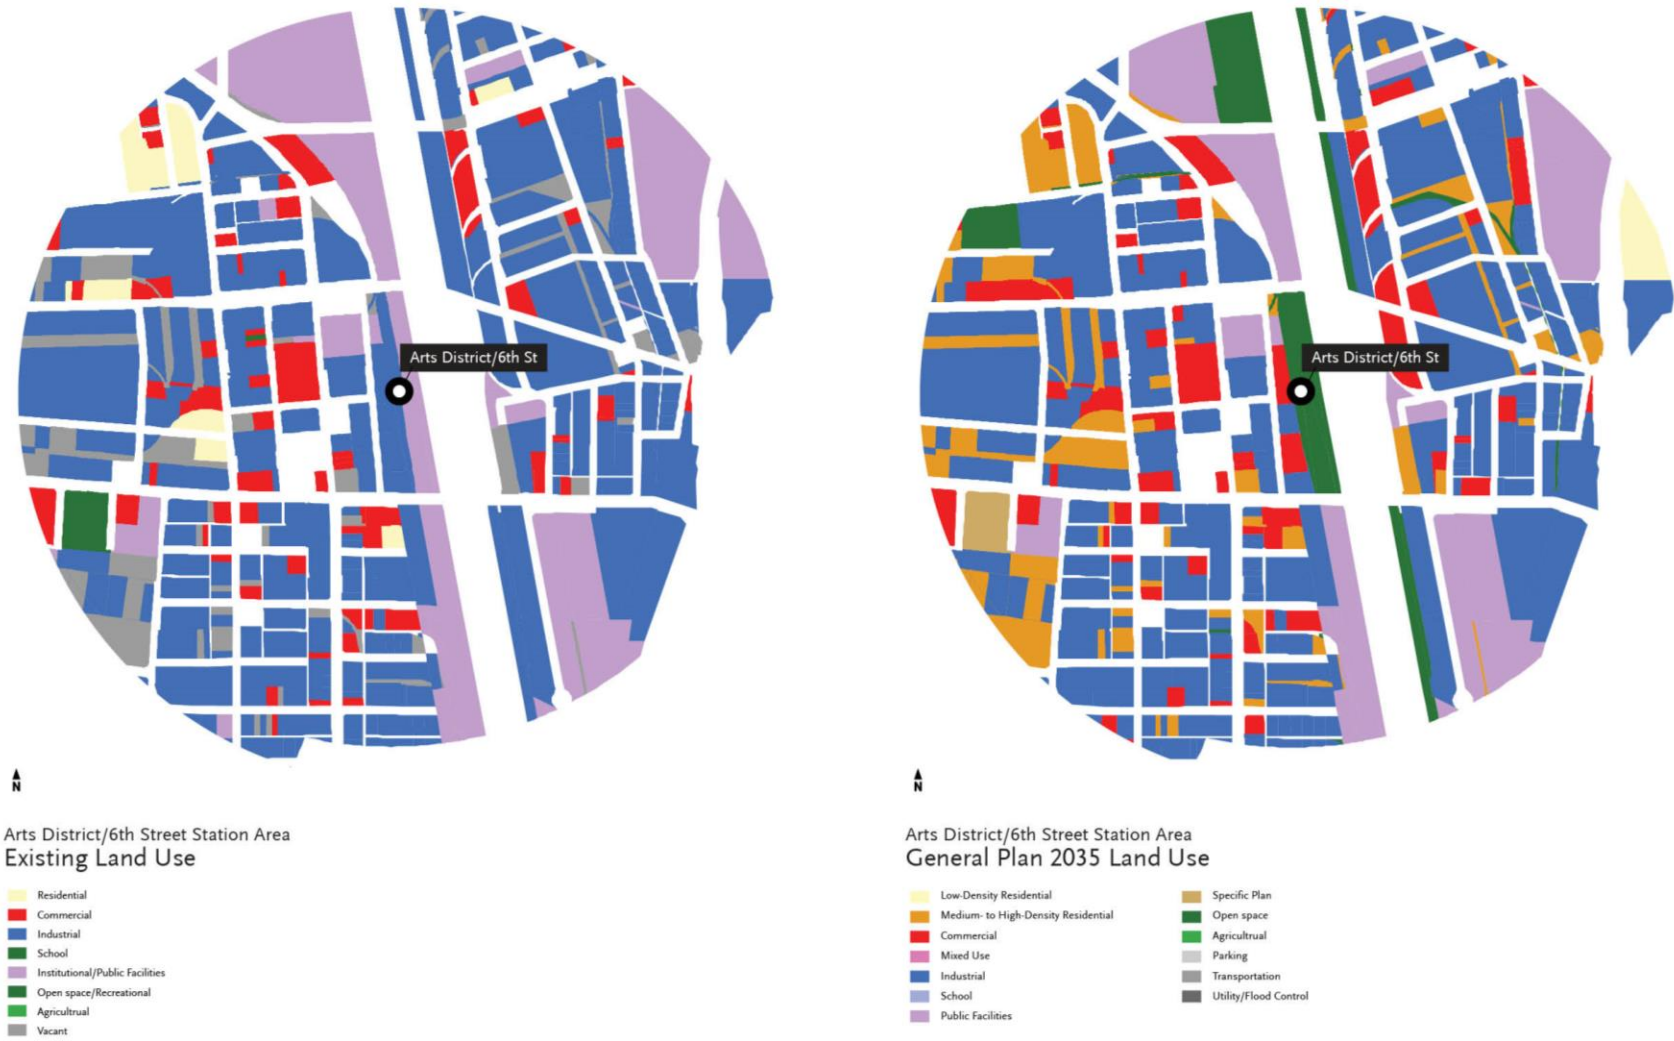 Arts District/6th St
N
Arts District/6th Street Station Area
Existing Land Use
Residential
Commercial
Industrial
School
Institutional/Public Facilities
Open space/Recreational
Agricultrual
Vacant
Arts District/6th St
N
Arts District/6th Street Station Area
General Plan 2035 Land Use
Low-Density Residential
Medium- to High-Density Residential
Commercial
Mixed Use
Industrial
School
Public Facilities
Specific Plan
Open space
Agricultrual
Parking
Transportation
Utility/Flood Control